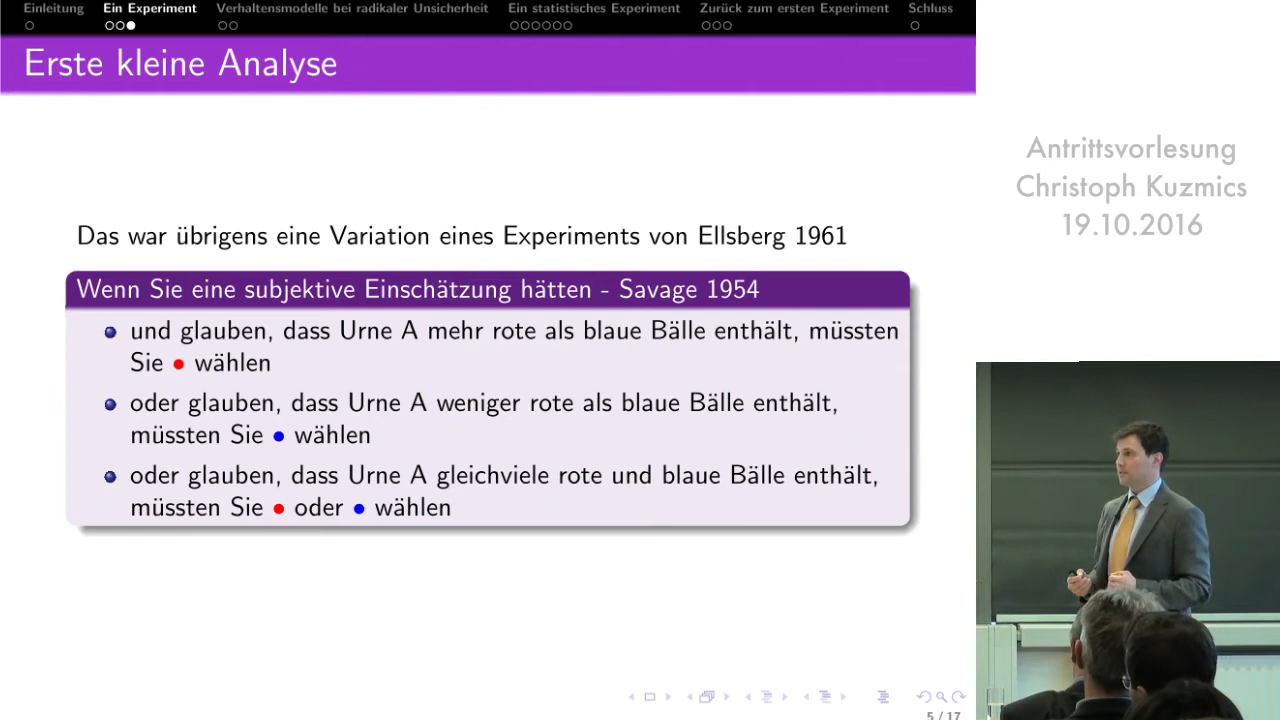 Einleitung
Ein Experiment
Verhaltensmodelle bei radikaler Unsicherheit
Ein statistisches Experiment
Zurück zum ersten Experiment
Schluss
Erste kleine Analyse
Das war übrigens eine Variation eines Experiments von Ellsberg 1961
Wenn Sie eine subjektive Einschätzung hätten - Savage 1954
und glauben, dass Urne A mehr rote als blaue Bälle enthält, müssten
Sie • wählen
oder glauben, dass Urne A weniger rote als blaue Bälle enthält,
müssten Sie • wählen
oder glauben, dass Urne A gleichviele rote und blaue Bälle enthält,
müssten Sie • oder • wählen
5 / 17
Antrittsvorlesung
Christoph Kuzmics
19.10.2016